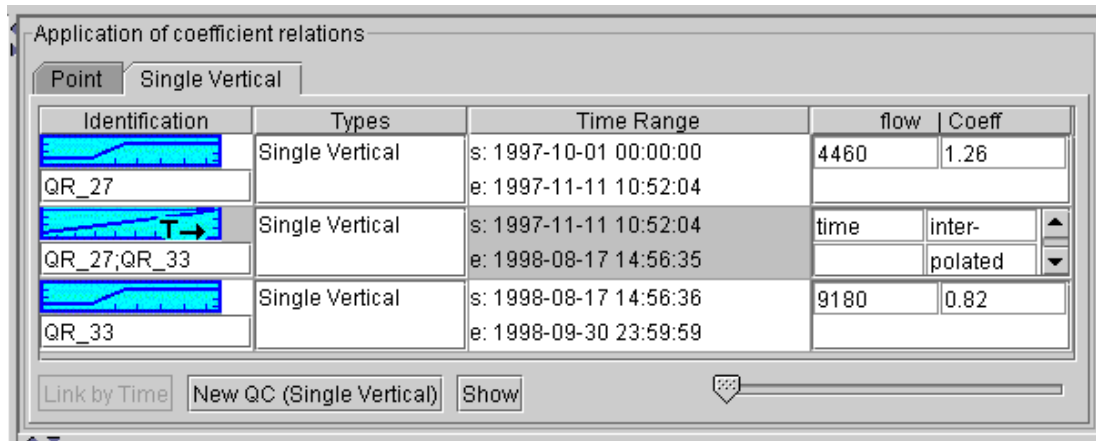 Application of coefficient relations
Point Single Vertical
Identification Types Time Range flow | Coeff
Single Vertical s: 1997-10-01 00:00:00 4460 1.26
QR_27 e: 1997-11-11 10:52:04
T→ Single Vertical s: 1997-11-11 10:52:04 time inter-
QR_27;QR_33 e: 1998-08-17 14:56:35 polated
Single Vertical s: 1998-08-17 14:56:36 9180 0.82
QR_33 e: 1998-09-30 23:59:59
Link by Time New QC (Single Vertical) Show